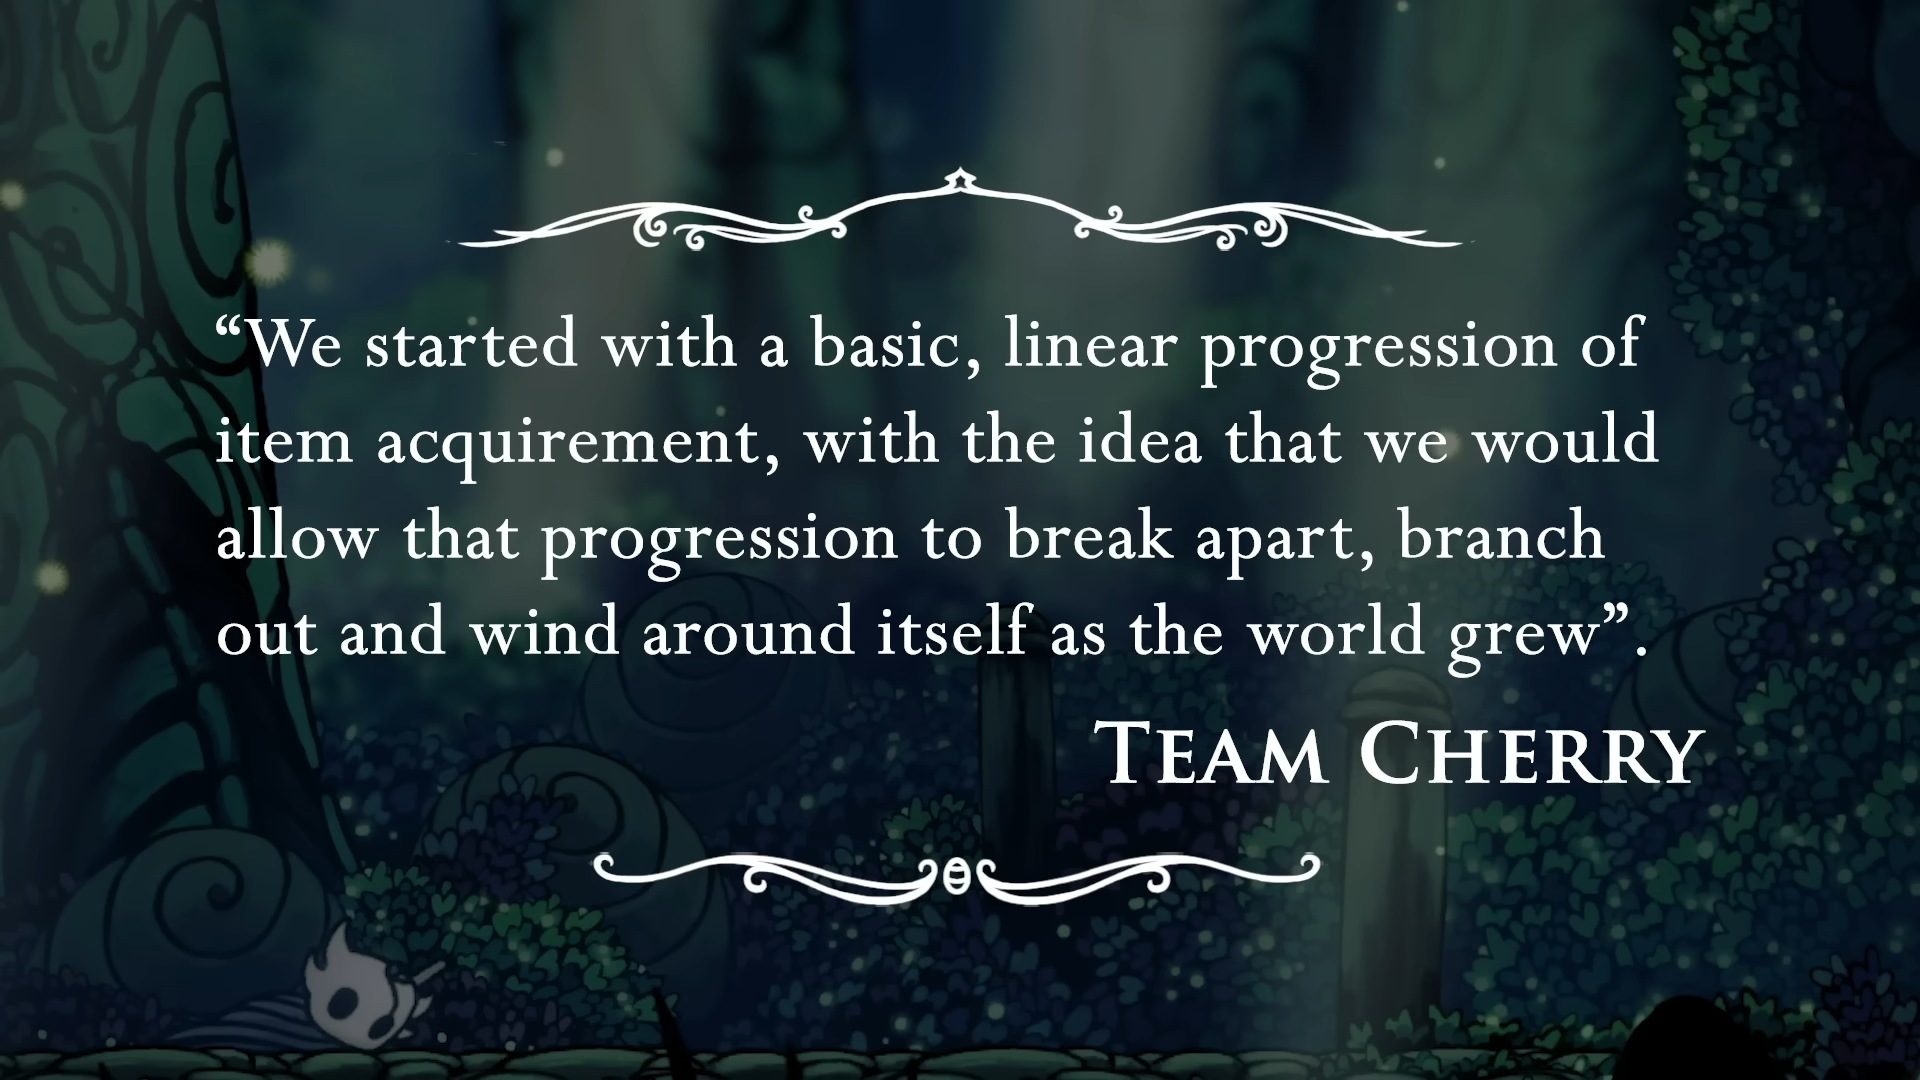 “We started with a basic, linear progression of
item acquirement, with the idea that we would
allow that progression to break apart, branch
out and wind around itself as the world grew”.
Team Cherry